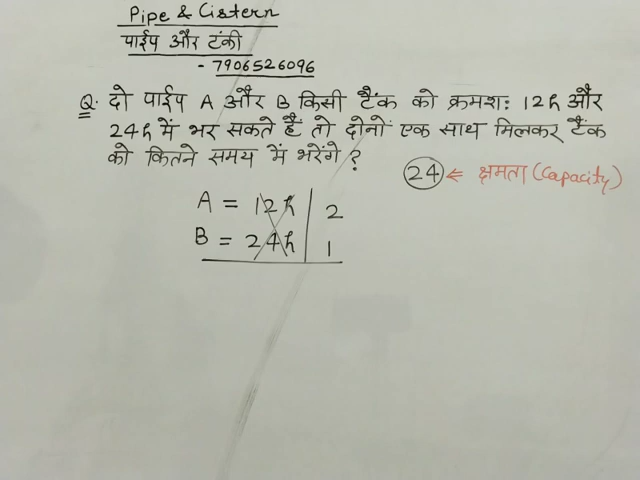 Pipe & Cistern
पाईप और टंकी
- 7906526096
Q. दो पाईप A और B किसी टैंक को क्रमशः 12h और
24h में भर सकते हैं तो दोनों एक साथ मिलकर टैंक
को कितने समय में भरेंगे ?
24 ← क्षमता (Capacity)
A = 12h | 2
B = 24h | 1